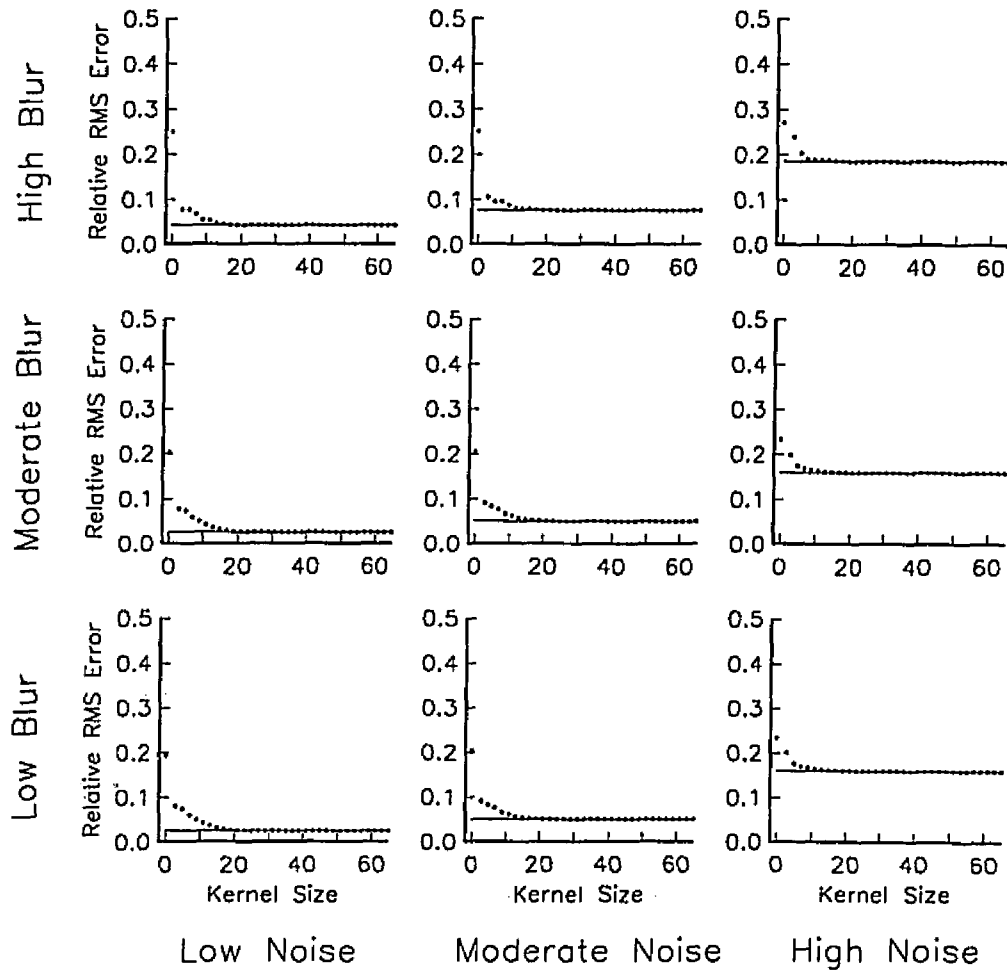 High Blur
Relative RMS Error
0.5
0.4
0.3
0.2
0.1
0.0
0 20 40 60
0.5
0.4
0.3
0.2
0.1
0.0
0 20 40 60
0.5
0.4
0.3
0.2
0.1
0.0
0 20 40 60
Moderate Blur
Relative RMS Error
0.5
0.4
0.3
0.2
0.1
0.0
0 20 40 60
0.5
0.4
0.3
0.2
0.1
0.0
0 20 40 60
0.5
0.4
0.3
0.2
0.1
0.0
0 20 40 60
Low Blur
Relative RMS Error
0.5
0.4
0.3
0.2
0.1
0.0
0 20 40 60
Kernel Size
0.5
0.4
0.3
0.2
0.1
0.0
0 20 40 60
Kernel Size
0.5
0.4
0.3
0.2
0.1
0.0
0 20 40 60
Kernel Size
Low Noise
Moderate Noise
High Noise